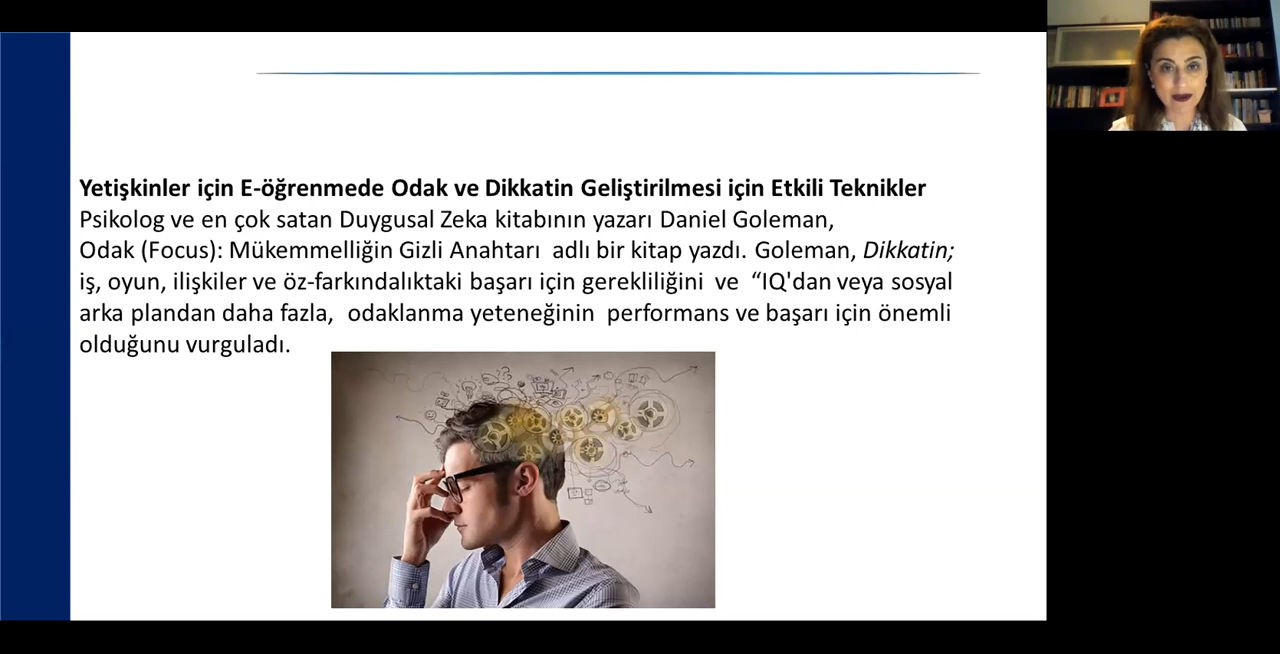 Yetişkinler için E-öğrenmede Odak ve Dikkatin Geliştirilmesi için Etkili Teknikler
Psikolog ve en çok satan Duygusal Zeka kitabının yazarı Daniel Goleman,
Odak (Focus): Mükemmelliğin Gizli Anahtarı  adlı bir kitap yazdı. Goleman, Dikkatin;
iş, oyun, ilişkiler ve öz-farkındalıktaki başarı için gerekliliğini  ve  “IQ'dan veya sosyal
arka plandan daha fazla,  odaklanma yeteneğinin  performans ve başarı için önemli
olduğunu vurguladı.